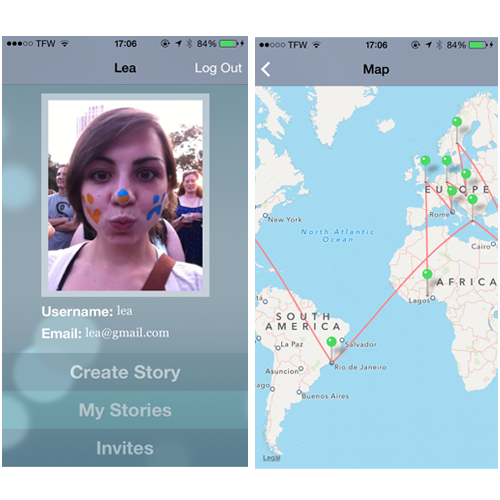 TFW 17:06 84%
Lea Log Out
Username: lea
Email: lea@gmail.com
Create Story
My Stories
Invites
TFW 17:06 84%
Map
EUROPE
New York
Rome
North Atlantic
Ocean
Cairo
AFRICA
Lagos
SOUTH
AMERICA
La Paz
Salvador
Rio de Janeiro
Asuncion
Buenos Aires
Legal